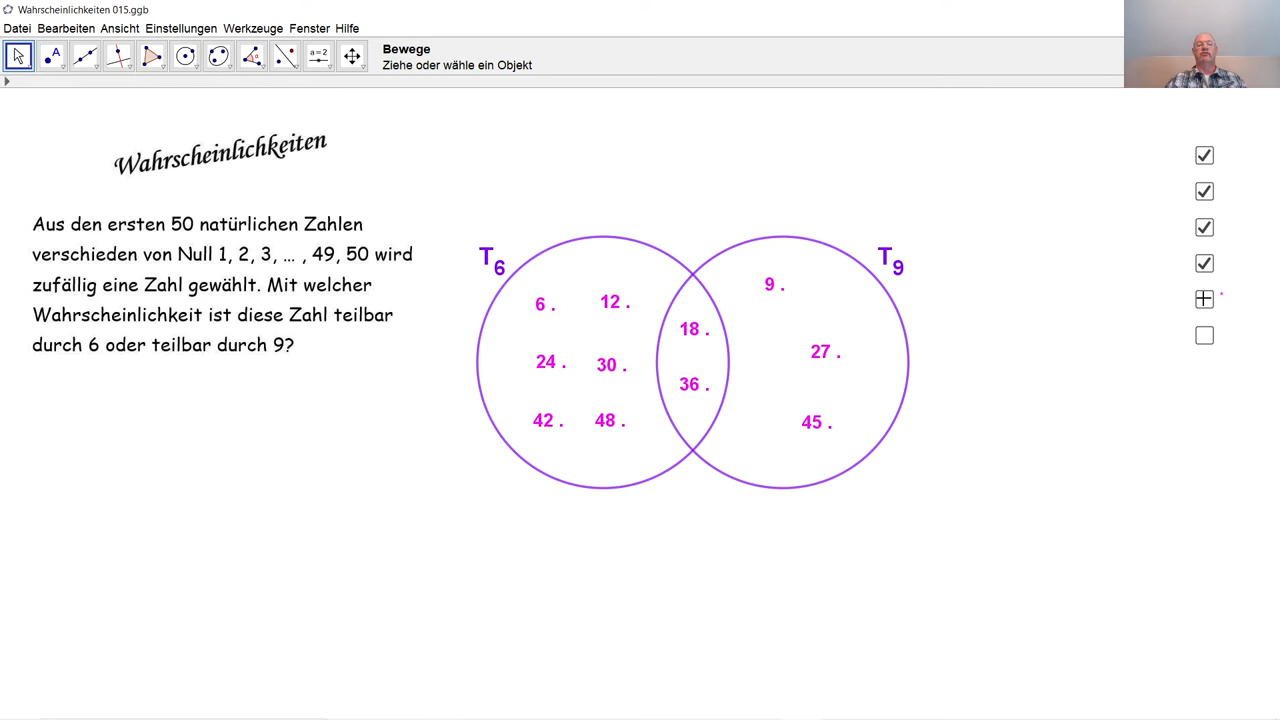 Wahrscheinlichkeiten 015.ggb
Datei Bearbeiten Ansicht Einstellungen Werkzeuge Fenster Hilfe
A
a=2
Bewege
Ziehe oder wähle ein Objekt
Wahrscheinlichkeiten
Aus den ersten 50 natürlichen Zahlen
verschieden von Null 1, 2, 3, ... , 49, 50 wird
zufällig eine Zahl gewählt. Mit welcher
Wahrscheinlichkeit ist diese Zahl teilbar
durch 6 oder teilbar durch 9?
T6 T9
9 .
6 . 12 .
18 .
27 .
24 . 30 .
36 .
42 . 48 . 45 .